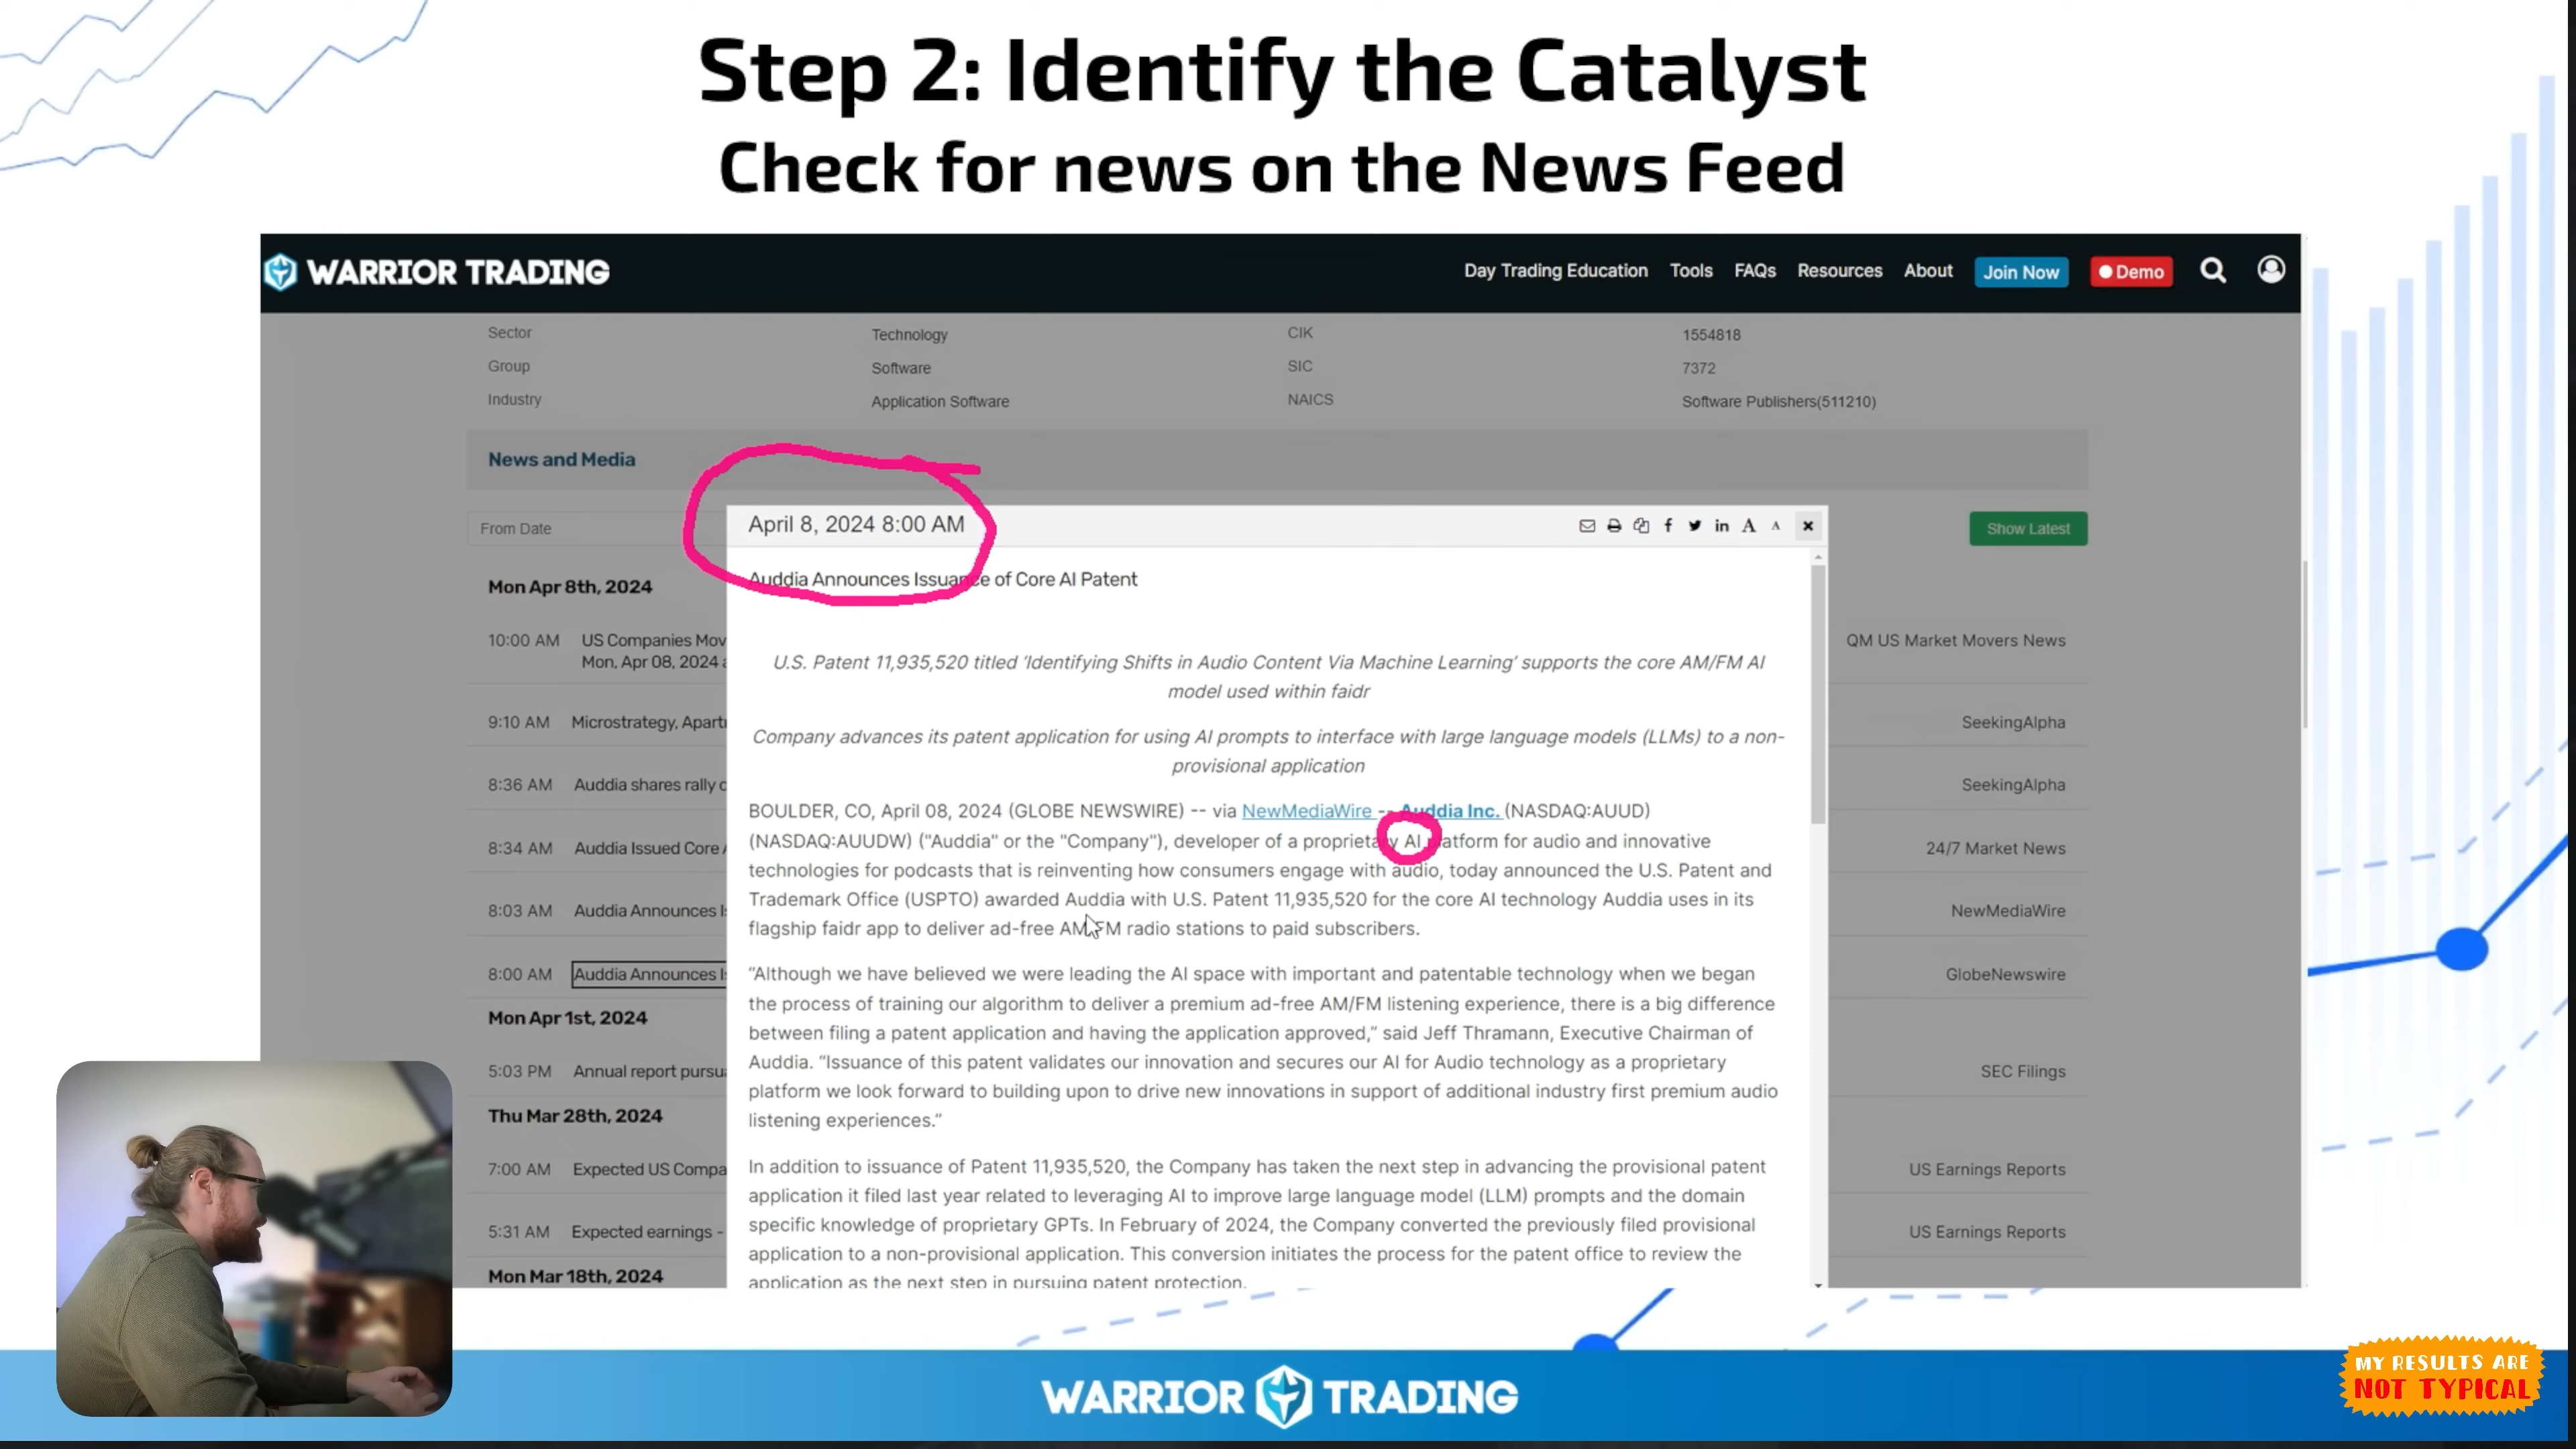 Step 2: Identify the Catalyst
Check for news on the News Feed
WARRIOR TRADING
Day Trading Education Tools FAQs Resources About Join Now Demo
Sector Technology CIK 1554818
Group Software SIC 7372
Industry Application Software NAICS Software Publishers(511210)
News and Media
From Date
Show Latest
April 8, 2024 8:00 AM
Auddia Announces Issuance of Core AI Patent
U.S. Patent 11,935,520 titled 'Identifying Shifts in Audio Content Via Machine Learning' supports the core AM/FM AI
model used within faidr
Company advances its patent application for using AI prompts to interface with large language models (LLMs) to a non-
provisional application
BOULDER, CO, April 08, 2024 (GLOBE NEWSWIRE) -- via NewMediaWire -- Auddia Inc. (NASDAQ:AUUD)
(NASDAQ:AUUDW) ("Auddia" or the "Company"), developer of a proprietary AI platform for audio and innovative
technologies for podcasts that is reinventing how consumers engage with audio, today announced the U.S. Patent and
Trademark Office (USPTO) awarded Auddia with U.S. Patent 11,935,520 for the core AI technology Auddia uses in its
flagship faidr app to deliver ad-free AM/FM radio stations to paid subscribers.
“Although we have believed we were leading the AI space with important and patentable technology when we began
the process of training our algorithm to deliver a premium ad-free AM/FM listening experience, there is a big difference
between filing a patent application and having the application approved,” said Jeff Thramann, Executive Chairman of
Auddia. “Issuance of this patent validates our innovation and secures our AI for Audio technology as a proprietary
platform we look forward to building upon to drive new innovations in support of additional industry first premium audio
listening experiences.”
In addition to issuance of Patent 11,935,520, the Company has taken the next step in advancing the provisional patent
application it filed last year related to leveraging AI to improve large language model (LLM) prompts and the domain
specific knowledge of proprietary GPTs. In February of 2024, the Company converted the previously filed provisional
application to a non-provisional application. This conversion initiates the process for the patent office to review the
application as the next step in pursuing patent protection.
Mon Apr 8th, 2024
10:00 AM US Companies Mov QM US Market Movers News
Mon, Apr 08, 2024
9:10 AM Microstrategy, Apart SeekingAlpha
8:36 AM Auddia shares rally SeekingAlpha
8:34 AM Auddia Issued Core 24/7 Market News
8:03 AM Auddia Announces NewMediaWire
8:00 AM Auddia Announces GlobeNewswire
Mon Apr 1st, 2024
5:03 PM Annual report pursu SEC Filings
Thu Mar 28th, 2024
7:00 AM Expected US Compa US Earnings Reports
5:31 AM Expected earnings - US Earnings Reports
Mon Mar 18th, 2024
WARRIOR TRADING
MY RESULTS ARE
NOT TYPICAL